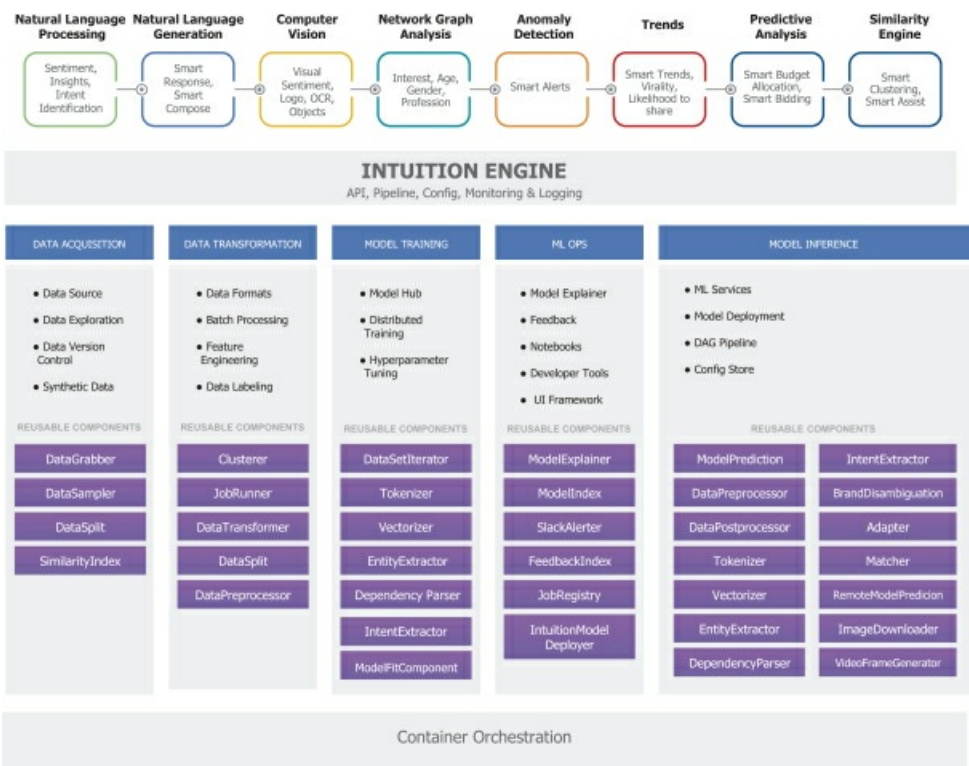 Natural Language
Processing
Natural Language
Generation
Computer
Vision
Network Graph
Analysis
Anomaly
Detection
Trends
Predictive
Analysis
Similarity
Engine
Sentiment,
Insights,
Intent
Identification
Smart
Response,
Smart
Compose
Visual
Sentiment,
Logo, OCR,
Objects
Interest, Age,
Gender,
Profession
Smart Alerts
Smart Trends,
Virality,
Likelihood to
share
Smart Budget
Allocation,
Smart Bidding
Smart
Clustering,
Smart Assist
INTUITION ENGINE
API, Pipeline, Config, Monitoring & Logging
DATA ACQUISITION
• Data Source
• Data Exploration
• Data Version
Control
• Synthetic Data
REUSABLE COMPONENTS
DataGrabber
DataSampler
DataSplit
SimilarityIndex
DATA TRANSFORMATION
• Data Formats
• Batch Processing
• Feature
Engineering
• Data Labeling
REUSABLE COMPONENTS
Clusterer
JobRunner
DataTransformer
DataSplit
DataPreprocessor
MODEL TRAINING
• Model Hub
• Distributed
Training
• Hyperparameter
Tuning
REUSABLE COMPONENTS
DataSetIterator
Tokenizer
Vectorizer
EntityExtractor
Dependency Parser
IntentExtractor
ModelFitComponent
ML OPS
• Model Explainer
• Feedback
• Notebooks
• Developer Tools
• UI Framework
REUSABLE COMPONENTS
ModelExplainer
ModelIndex
SlackAlerter
FeedbackIndex
JobRegistry
IntuitionModel
Deployer
MODEL INFERENCE
• ML Services
• Model Deployment
• DAG Pipeline
• Config Store
REUSABLE COMPONENTS
ModelPrediction
DataPreprocessor
DataPostprocessor
Tokenizer
Vectorizer
EntityExtractor
DependencyParser
IntentExtractor
BrandDisambiguation
Adapter
Matcher
RemoteModelPredicion
ImageDownloader
VideoFrameGenerator
Container Orchestration